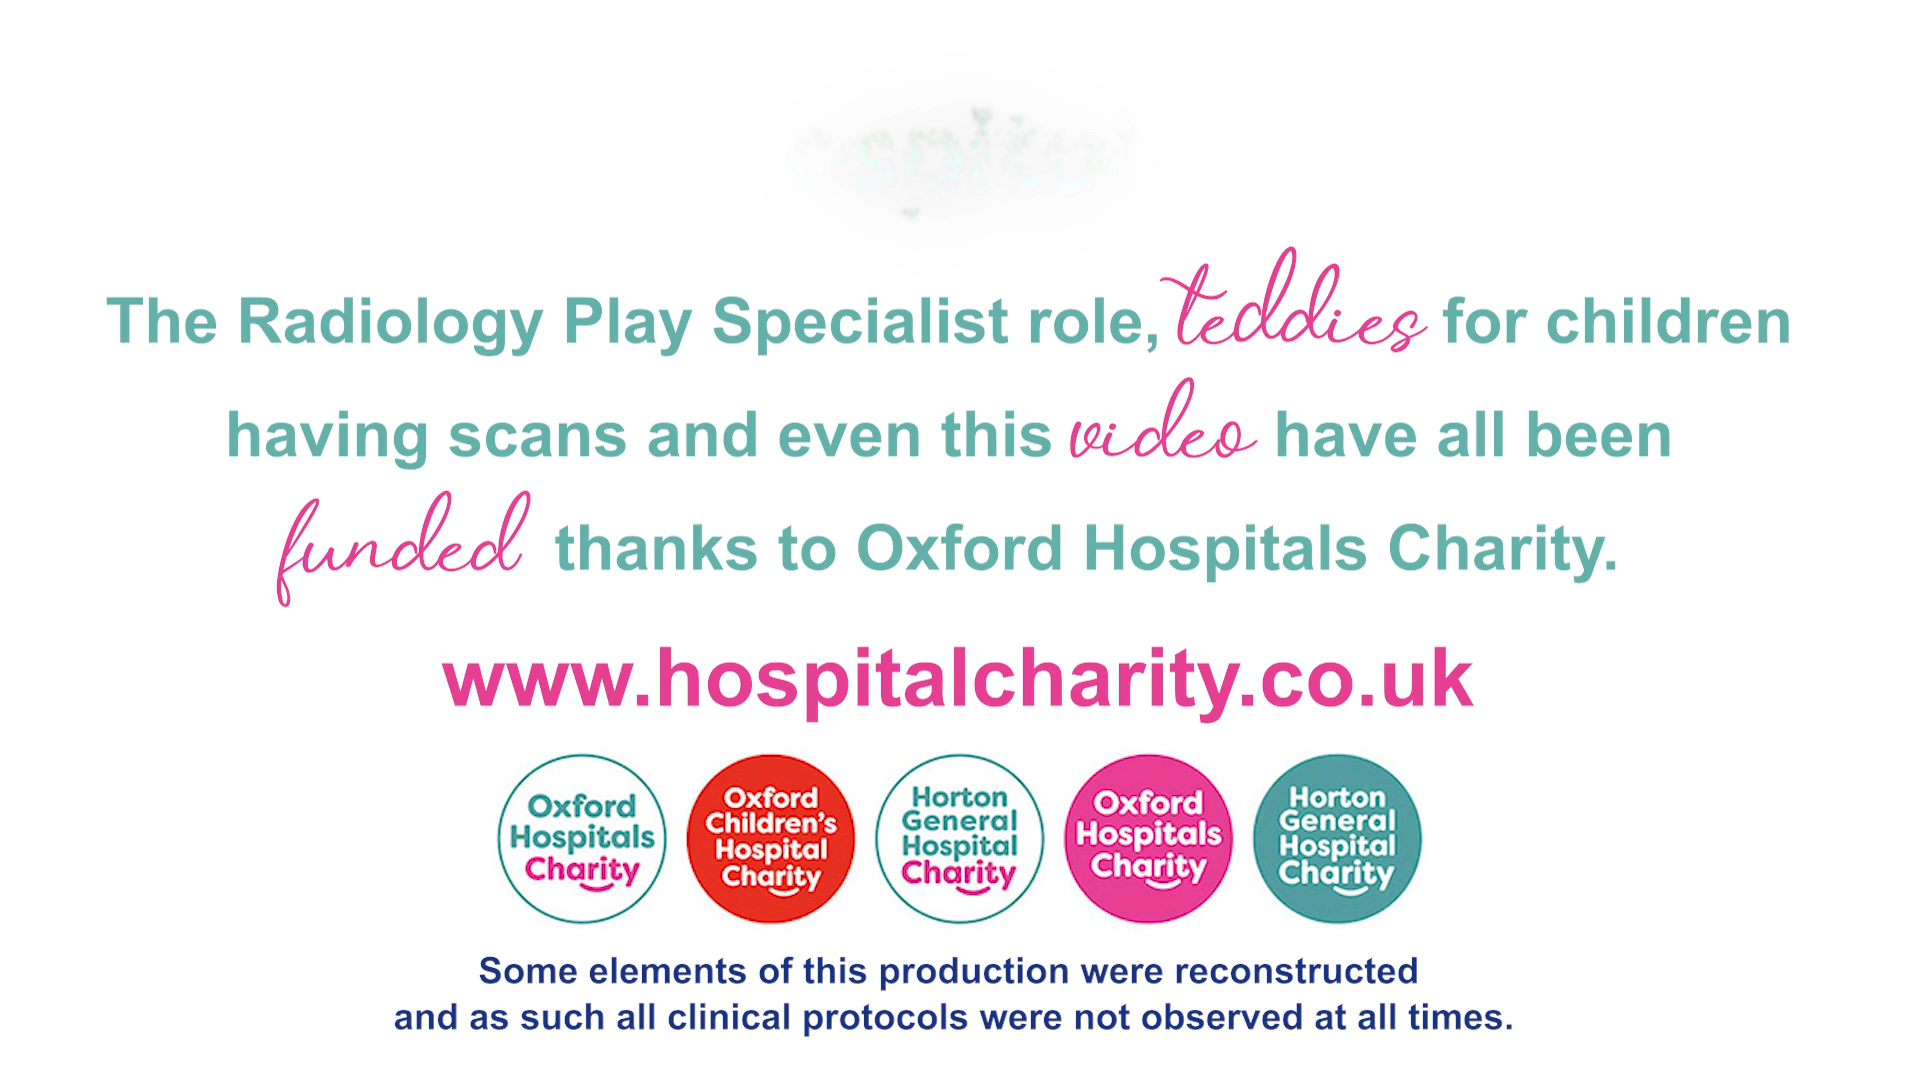 The Radiology Play Specialist role, teddies for children
having scans and even this video have all been
funded thanks to Oxford Hospitals Charity.
www.hospitalcharity.co.uk
Oxford
Hospitals
Charity
Oxford
Children's
Hospital
Charity
Horton
General
Hospital
Charity
Oxford
Hospitals
Charity
Horton
General
Hospital
Charity
Some elements of this production were reconstructed
and as such all clinical protocols were not observed at all times.